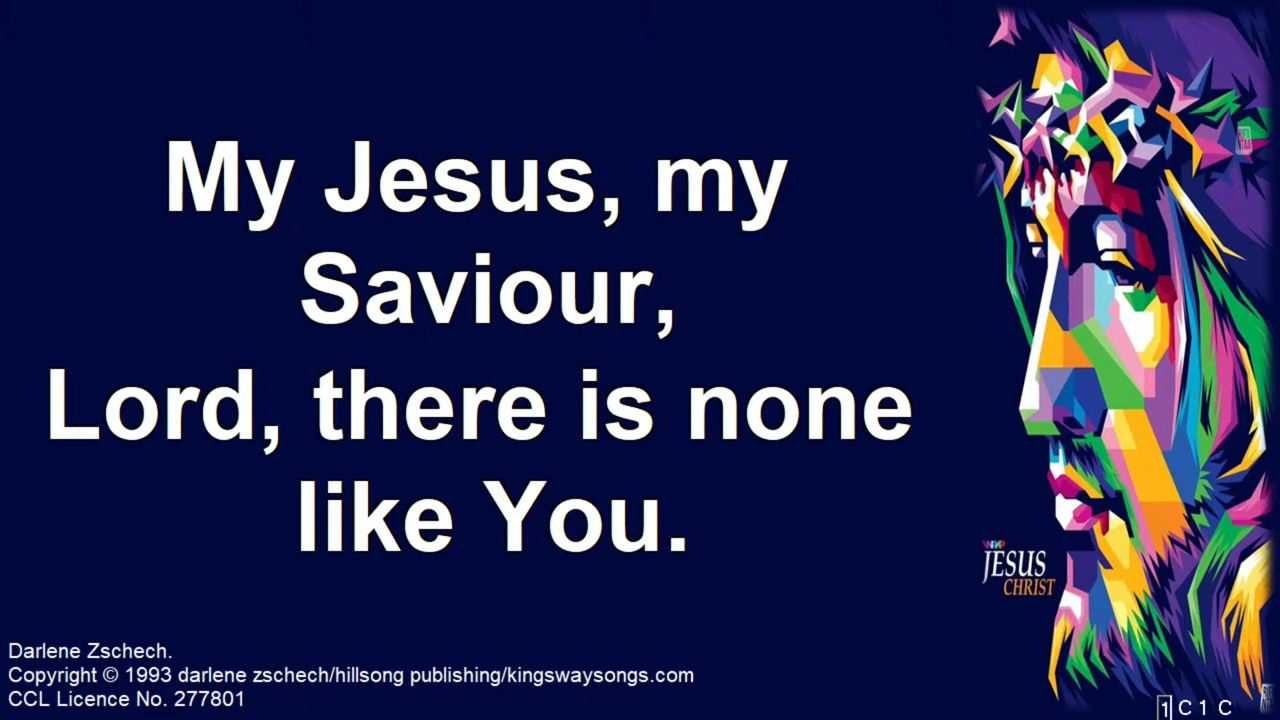 My Jesus, my
Saviour,
Lord, there is none
like You.
WPAP
JESUS
CHRIST
Darlene Zschech.
Copyright © 1993 darlene zschech/hillsong publishing/kingswaysongs.com
CCL Licence No. 277801
1 C 1 C